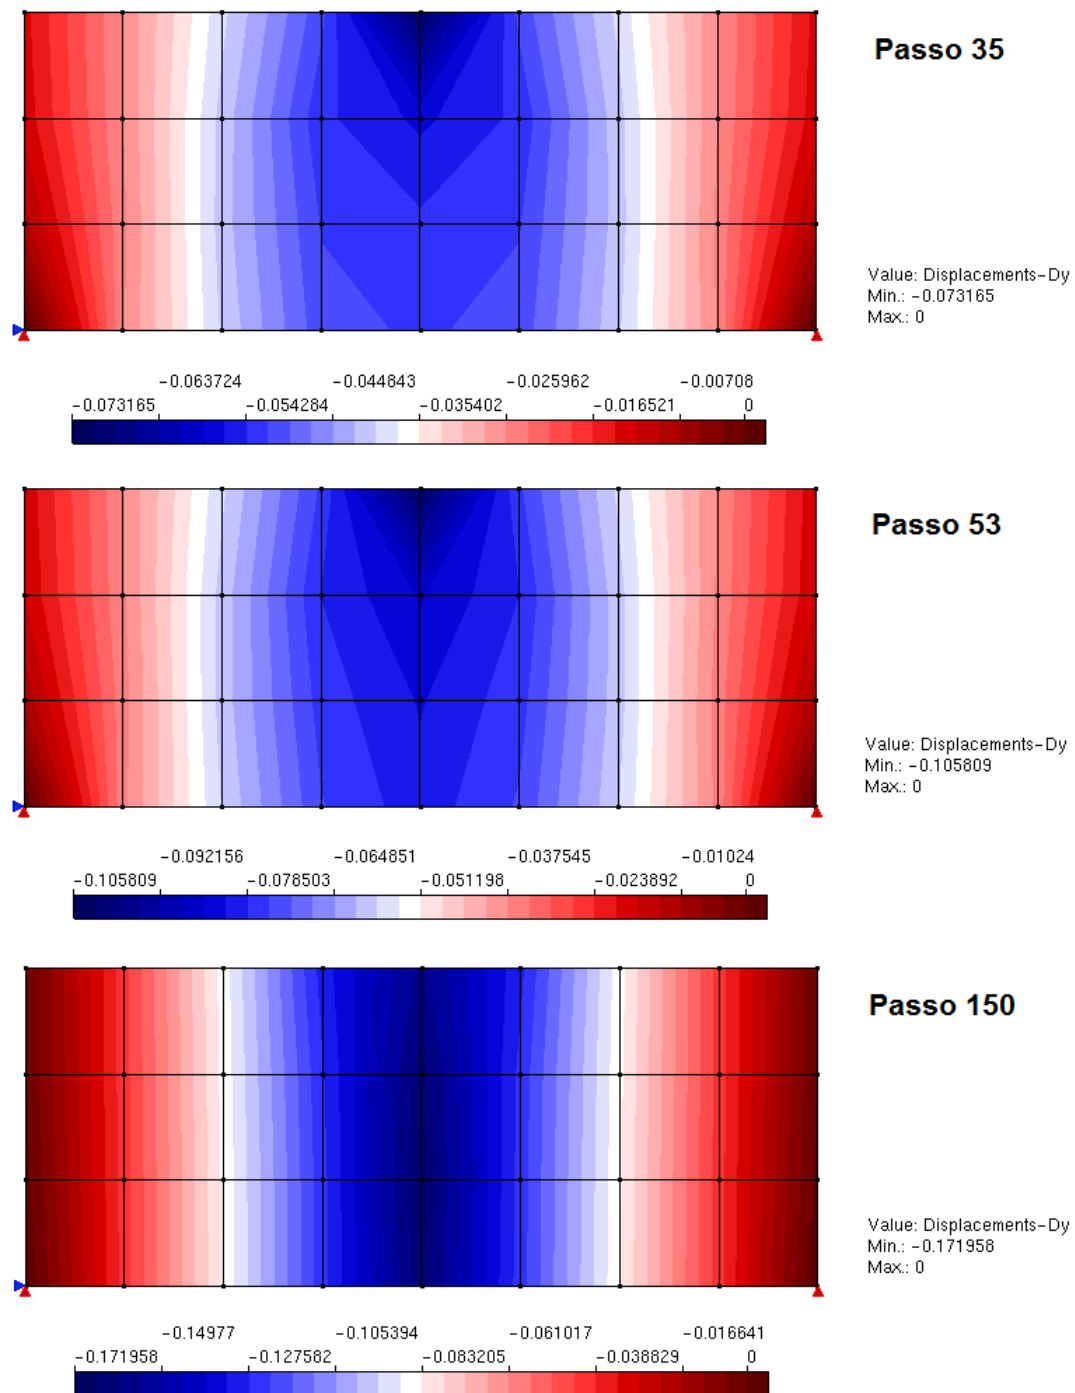 Passo 35
Value: Displacements-Dy
Min.: -0.073165
Max.: 0
-0.063724 -0.044843 -0.025962 -0.00708
-0.073165 -0.054284 -0.035402 -0.016521 0
Passo 53
Value: Displacements-Dy
Min.: -0.105809
Max.: 0
-0.092156 -0.064851 -0.037545 -0.01024
-0.105809 -0.078503 -0.051198 -0.023892 0
Passo 150
Value: Displacements-Dy
Min.: -0.171958
Max.: 0
-0.14977 -0.105394 -0.061017 -0.016641
-0.171958 -0.127582 -0.083205 -0.038829 0